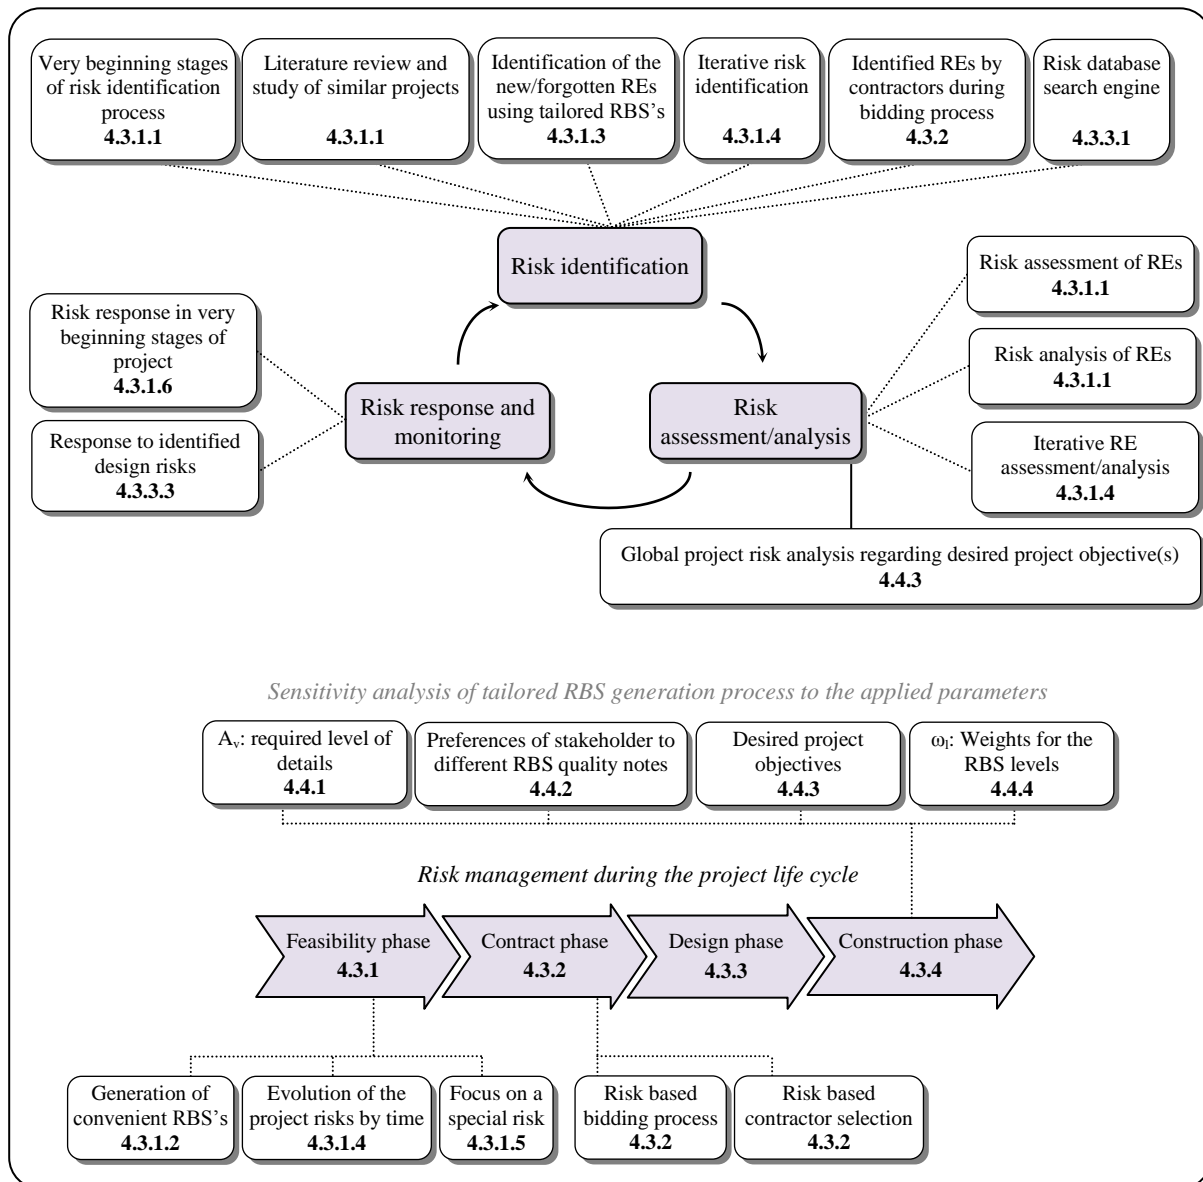 Very beginning stages
of risk identification
process
4.3.1.1
Literature review and
study of similar projects
4.3.1.1
Identification of the
new/forgotten REs
using tailored RBS's
4.3.1.3
Iterative risk
identification
4.3.1.4
Identified REs by
contractors during
bidding process
4.3.2
Risk database
search engine
4.3.3.1
Risk identification
Risk assessment of REs
4.3.1.1
Risk analysis of REs
4.3.1.1
Iterative RE
assessment/analysis
4.3.1.4
Risk response in very
beginning stages of
project
4.3.1.6
Response to identified
design risks
4.3.3.3
Risk response and
monitoring
Risk
assessment/analysis
Global project risk analysis regarding desired project objective(s)
4.4.3
Sensitivity analysis of tailored RBS generation process to the applied parameters
Aᵥ: required level of
details
4.4.1
Preferences of stakeholder to
different RBS quality notes
4.4.2
Desired project
objectives
4.4.3
ωₗ: Weights for the
RBS levels
4.4.4
Risk management during the project life cycle
Feasibility phase
4.3.1
Contract phase
4.3.2
Design phase
4.3.3
Construction phase
4.3.4
Generation of
convenient RBS's
4.3.1.2
Evolution of the
project risks by time
4.3.1.4
Focus on a
special risk
4.3.1.5
Risk based
bidding process
4.3.2
Risk based
contractor selection
4.3.2